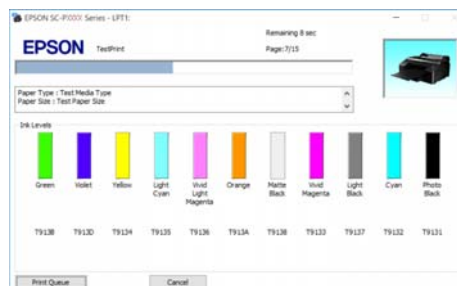 EPSON SC-PXXXX Series - LPT1:
Remaining 8 sec
EPSON TestPrint Page:7/15
Paper Type : Test Media Type
Paper Size : Test Paper Size
Ink Levels
Green Violet Yellow Light Cyan Vivid Light Magenta Orange Matte Black Vivid Magenta Light Black Cyan Photo Black
T913B T913D T9134 T9135 T9136 T913A T9138 T9133 T9137 T9132 T9131
Print Queue Cancel